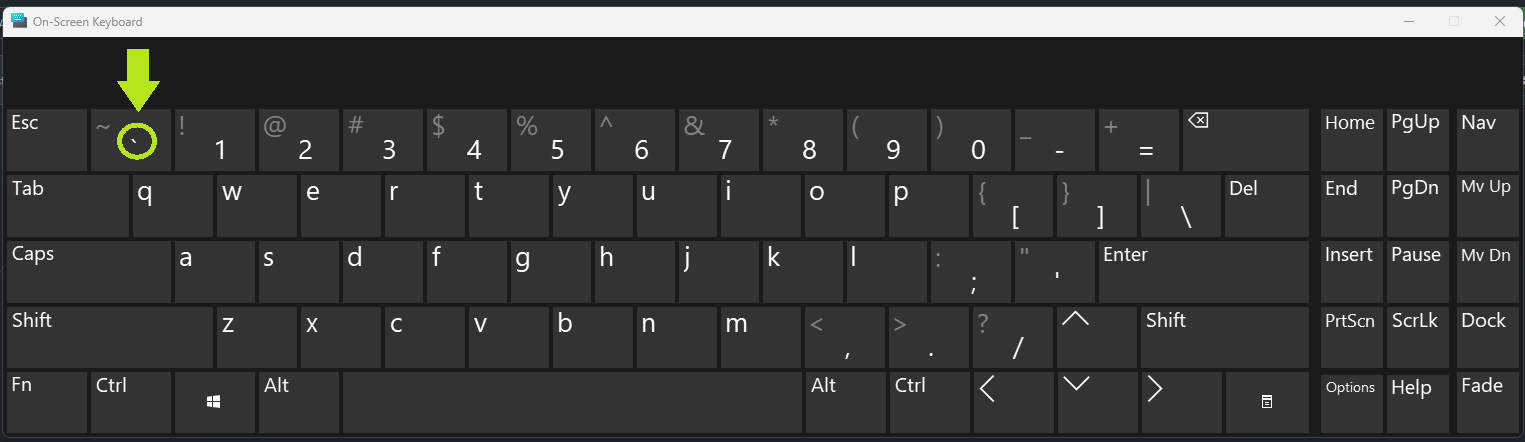 On-Screen Keyboard
Esc ~ ` ! 1 @ 2 # 3 $ 4 % 5 ^ 6 & 7 * 8 ( 9 ) 0 _ - + = Home PgUp Nav
Tab q w e r t y u i o p { [ } ] | \ Del End PgDn Mv Up
Caps a s d f g h j k l : ; " ' Enter Insert Pause Mv Dn
Shift z x c v b n m < , > . ? / Shift PrtScn ScrLk Dock
Fn Ctrl Alt Alt Ctrl Options Help Fade